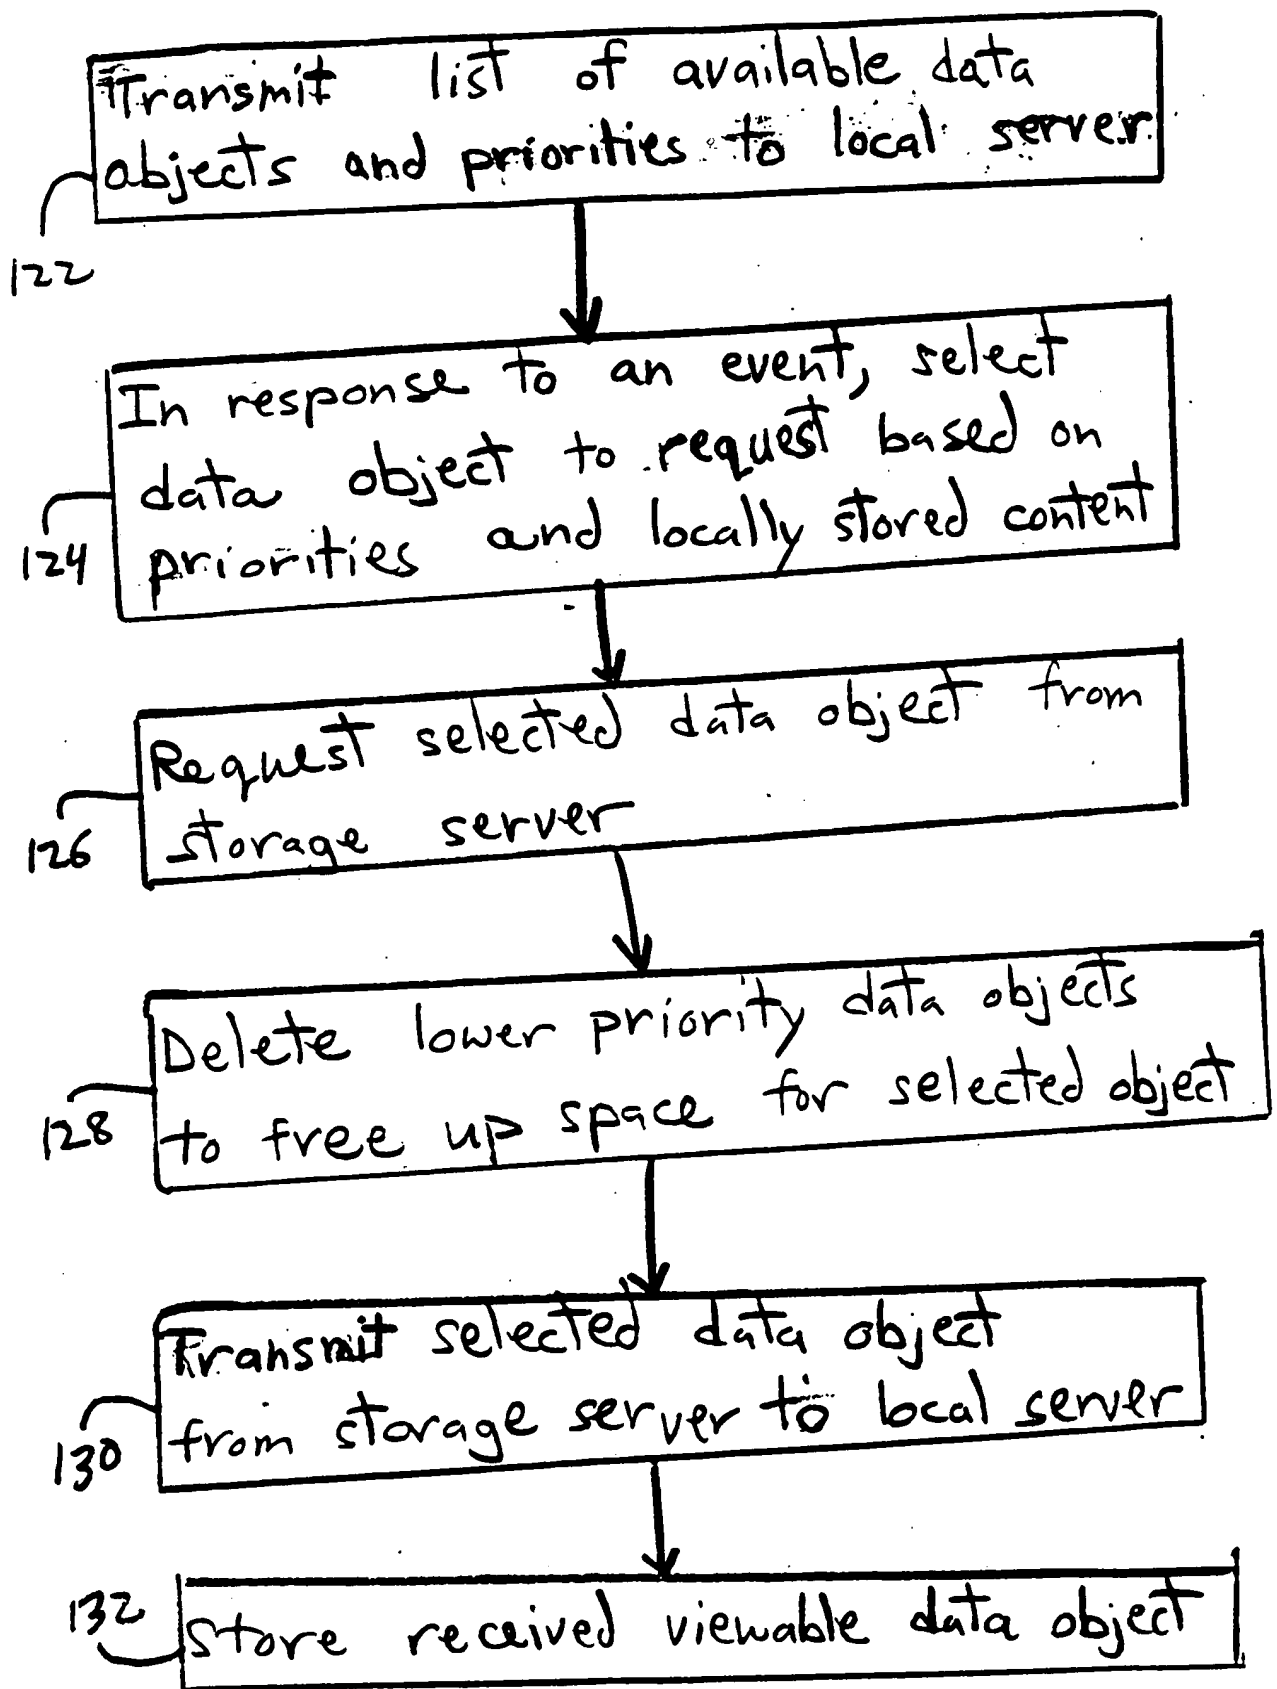 Transmit list of available data
objects and priorities to local server
122
In response to an event, select
data object to request based on
priorities and locally stored content
124
Request selected data object from
storage server
126
Delete lower priority data objects
to free up space for selected object
128
Transmit selected data object
from storage server to local server
130
132
Store received viewable data object